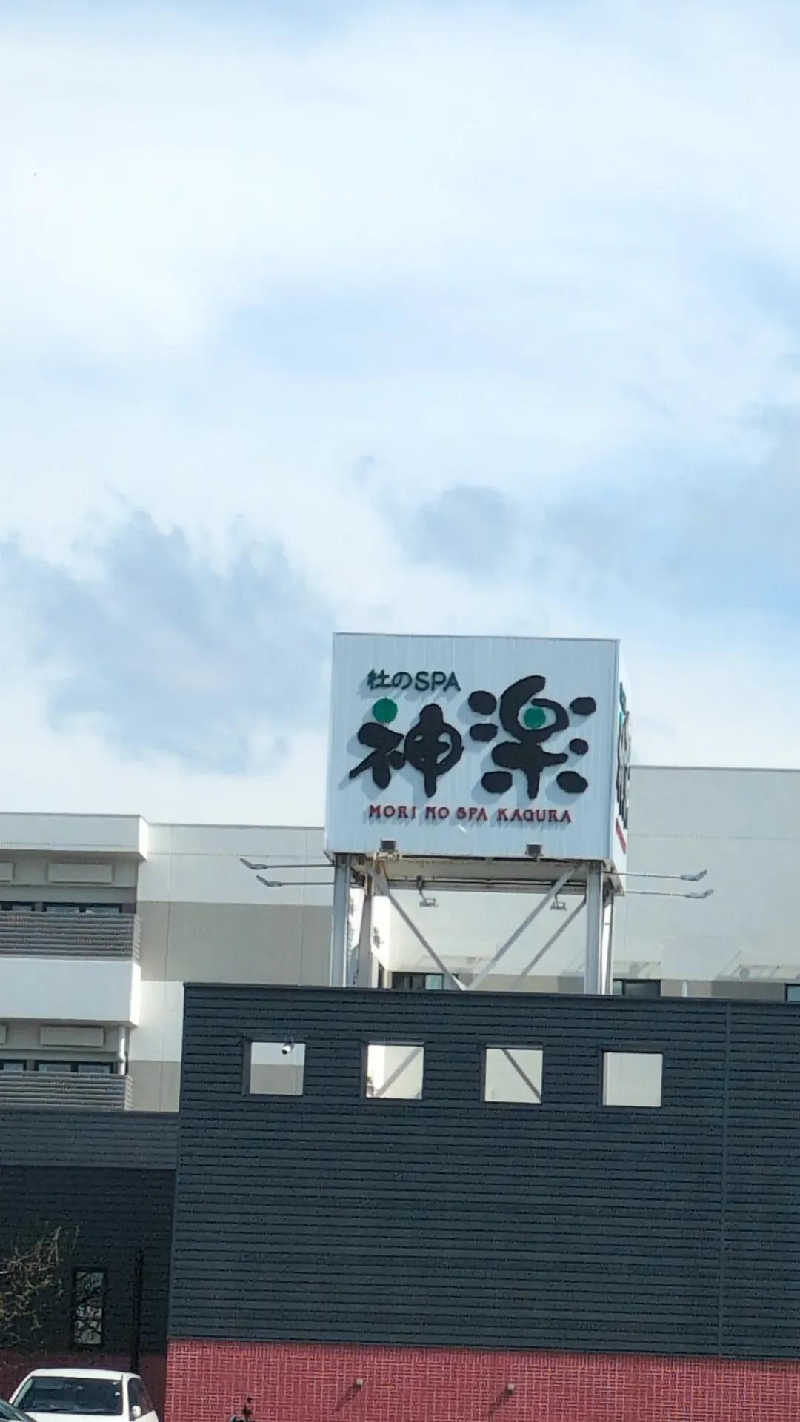 杜のSPA
神楽
MORI NO SPA KAGURA